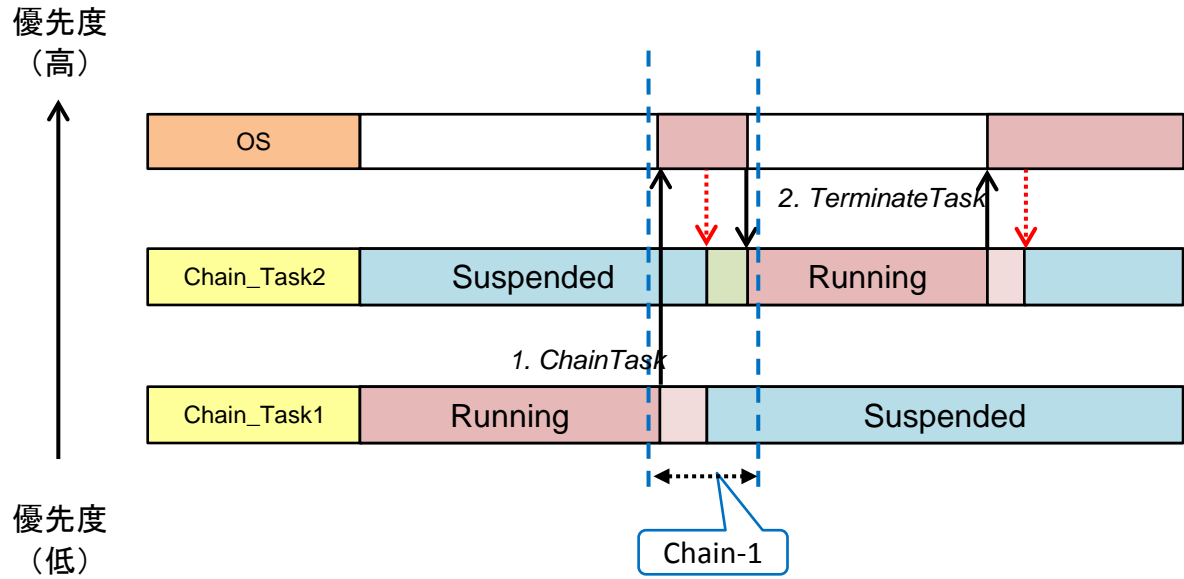 優先度
（高）
OS
2. TerminateTask
Chain_Task2
Suspended
Running
1. ChainTask
Chain_Task1
Running
Suspended
優先度
（低）
Chain-1